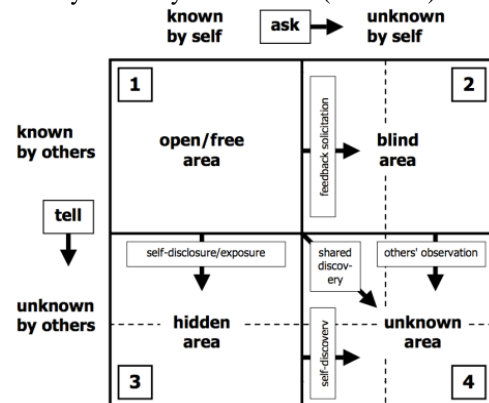 known
by self
ask
unknown
by self
1
2
known
by others
open/free
area
feedback solicitation
blind
area
tell
self-disclosure/exposure
shared
discov-
ery
others' observation
unknown
by others
hidden
area
self-discovery
unknown
area
3
4